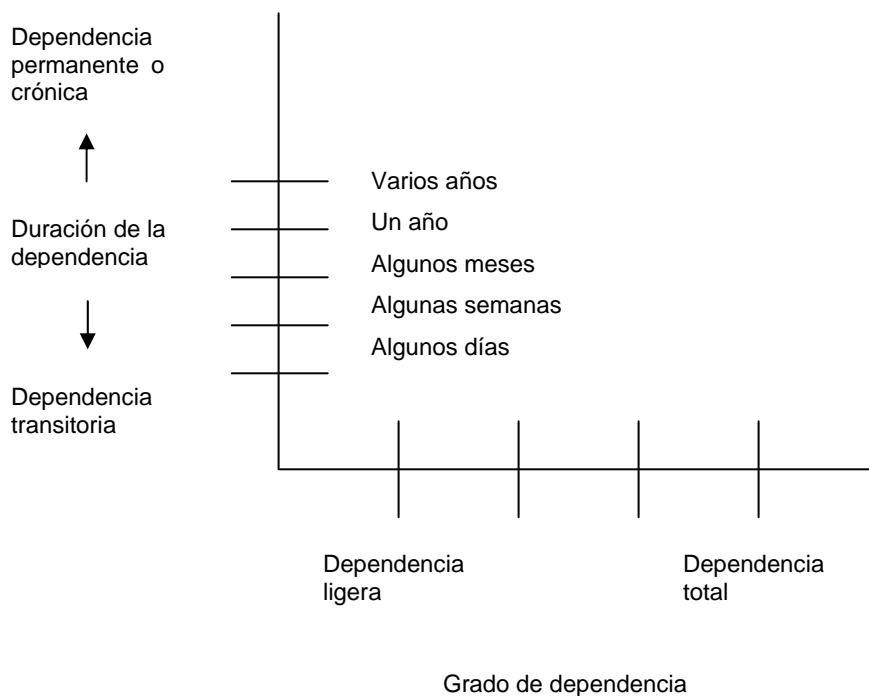 Dependencia
permanente o
crónica
Varios años
Duración de la
dependencia
Un año
Algunos meses
Algunas semanas
Algunos días
Dependencia
transitoria
Dependencia
ligera
Dependencia
total
Grado de dependencia